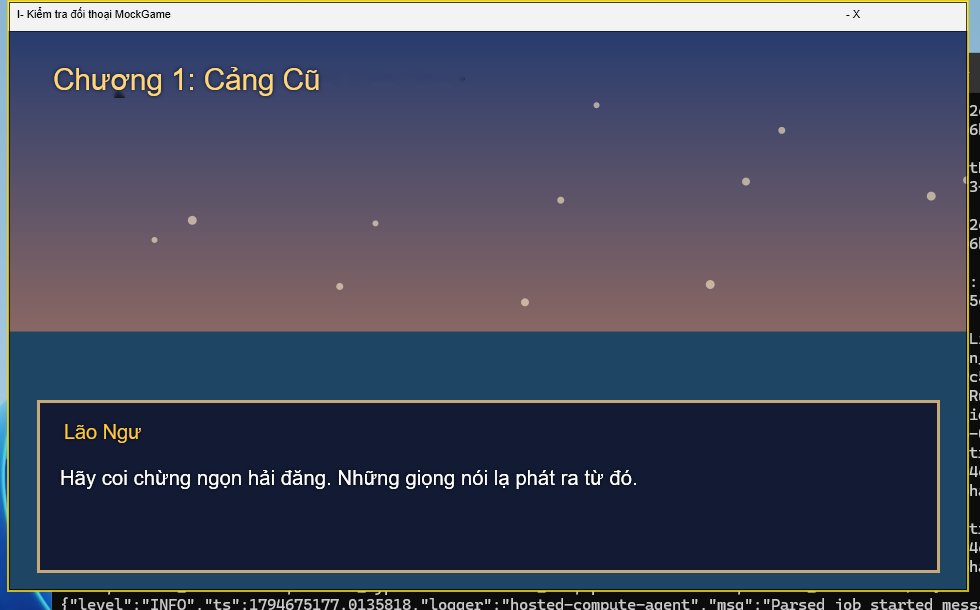 I- Kiểm tra đối thoại MockGame
- X
Chương 1: Cảng Cũ
Lão Ngư
Hãy coi chừng ngọn hải đăng. Những giọng nói lạ phát ra từ đó.
{"level":"INFO","ts":1794675177.0135818,"logger":"hosted-compute-agent","msg":"Parsed job started mes